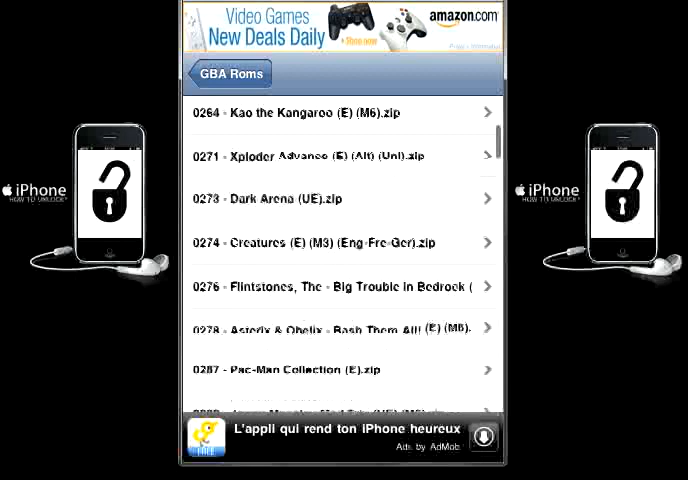 Video Games
New Deals Daily
Shop now
amazon.com
GBA Roms
0264 - Kao the Kangaroo (E) (M6).zip
0271 - Xploder Advance (E) (Alt) (Unl).zip
0273 - Dark Arena (UE).zip
0274 - Creatures (E) (M3) (Eng-Fre-Ger).zip
0276 - Flintstones, The - Big Trouble in Bedrock (
0278 - Asterix & Obelix - Bash Them All! (E) (M6).
0287 - Pac-Man Collection (E).zip
iPhone
HOW TO UNLOCK?
iPhone
HOW TO UNLOCK?
L'appli qui rend ton iPhone heureux
Ads by AdMob
FREE